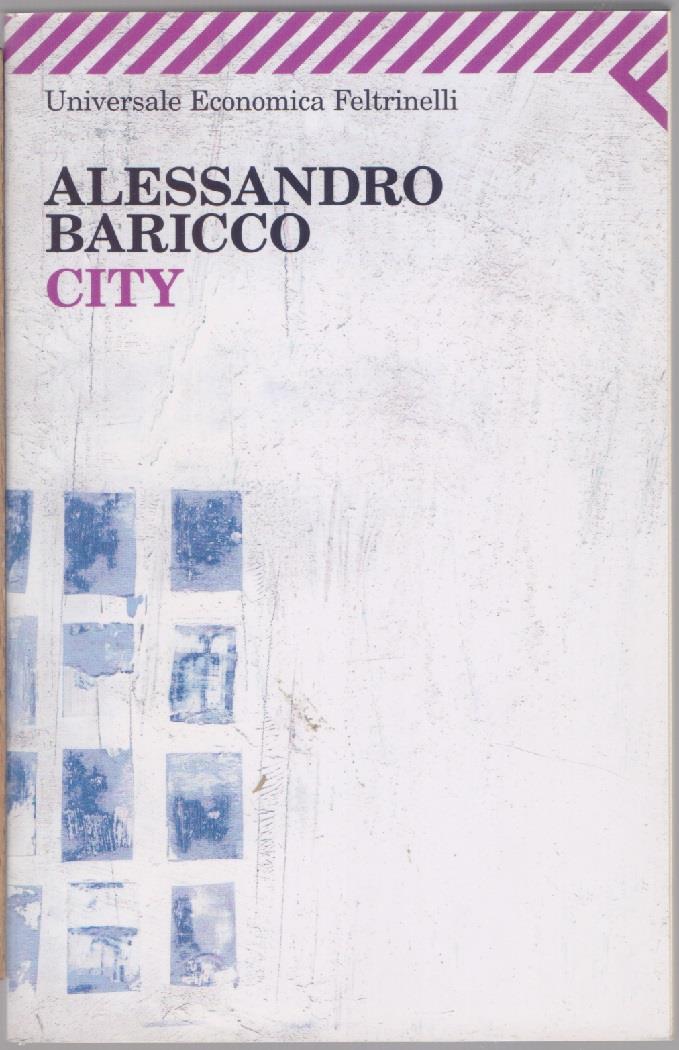 Universale Economica Feltrinelli
ALESSANDRO
BARICCO
CITY